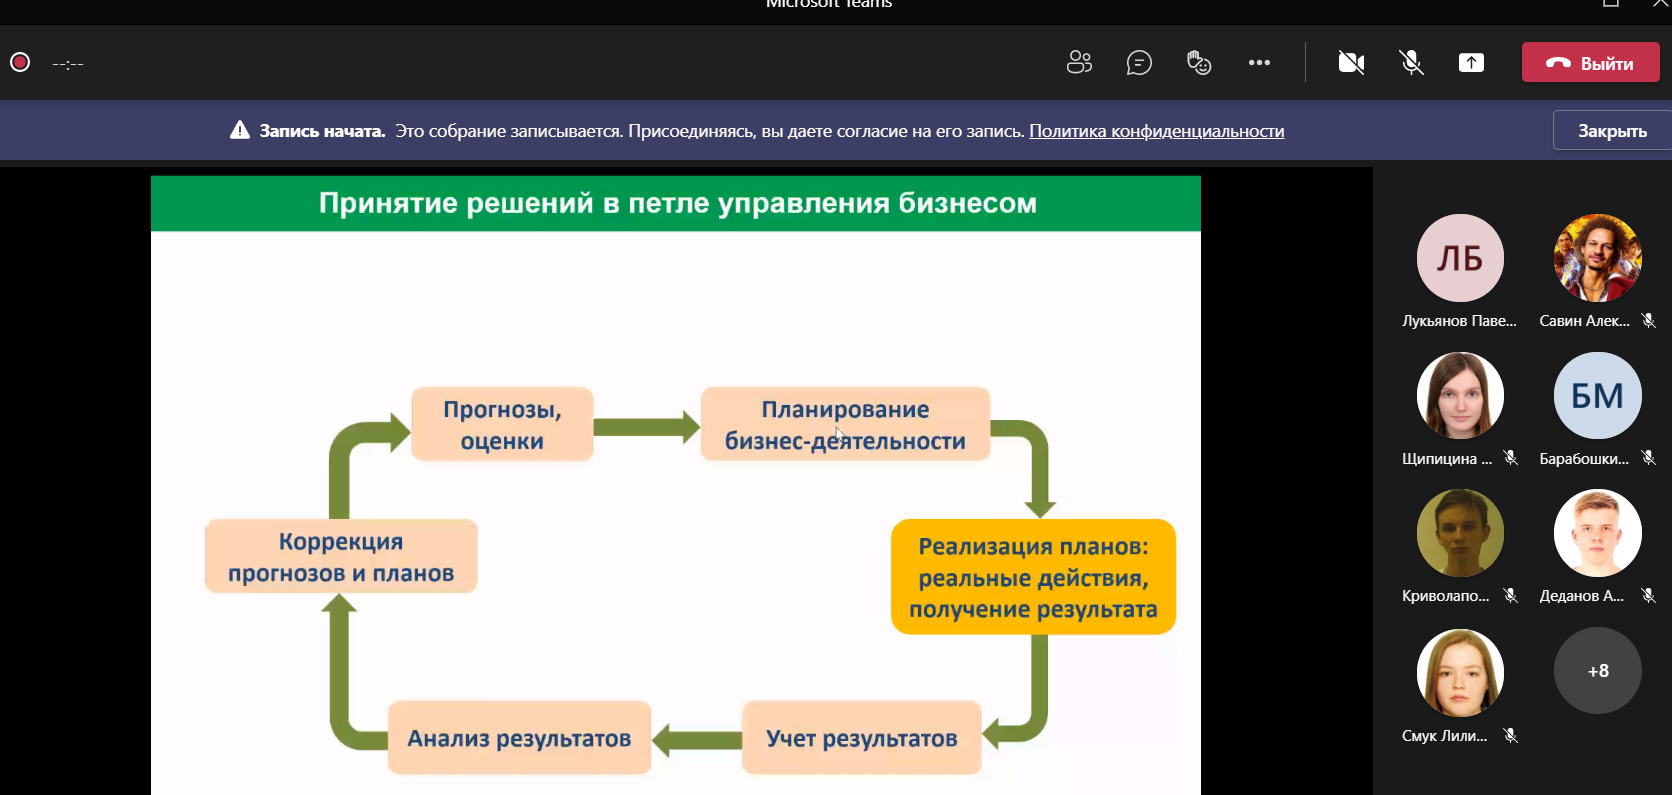 Microsoft Teams
--:--
Выйти
Запись начата. Это собрание записывается. Присоединяясь, вы даете согласие на его запись. Политика конфиденциальности
Закрыть
Принятие решений в петле управления бизнесом
Прогнозы,
оценки
Планирование
бизнес-деятельности
Коррекция
прогнозов и планов
Реализация планов:
реальные действия,
получение результата
Анализ результатов
Учет результатов
ЛБ
Лукьянов Паве...
Савин Алек...
Щипицина ...
БМ
Барабошки...
Криволапо...
Деданов А...
Смук Лили...
+8